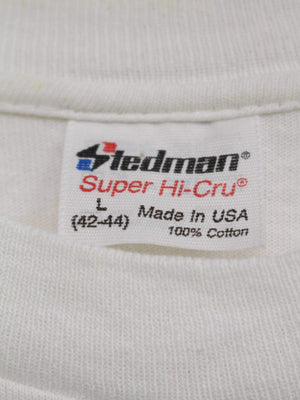 Stedman
Super Hi-Cru®
L
(42-44)
Made In USA
100% Cotton